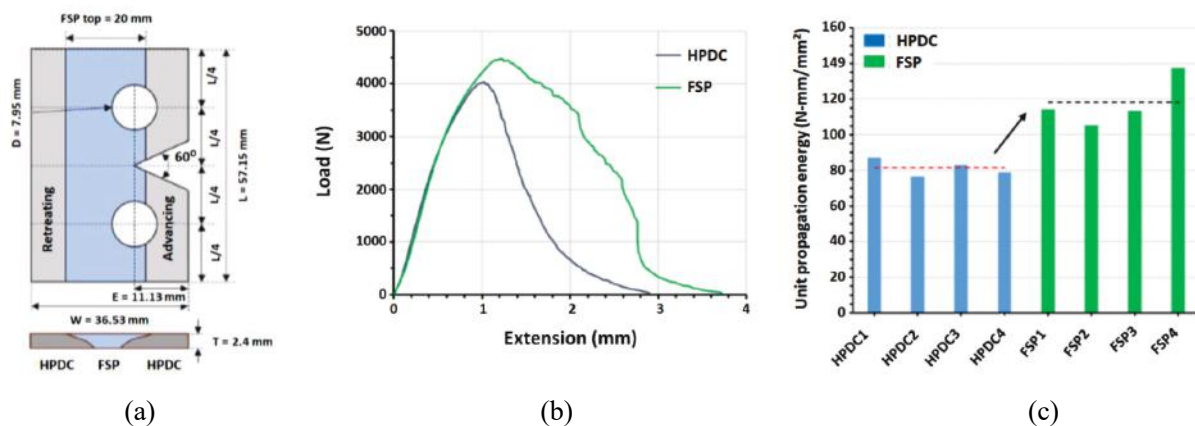 FSP top = 20 mm
D = 7.95 mm
L/4
L/4
L/4
L/4
L = 57.15 mm
60⁰
Retreating
Advancing
E = 11.13 mm
W = 36.53 mm
T = 2.4 mm
HPDC FSP HPDC
(a)
Load (N)
5000
4000
3000
2000
1000
0
0 1 2 3 4
Extension (mm)
HPDC
FSP
(b)
Unit propagation energy (N-mm/mm²)
160
149
120
100
80
60
40
20
0
HPDC
FSP
HPDC1 HPDC2 HPDC3 HPDC4 FSP1 FSP2 FSP3 FSP4
(c)